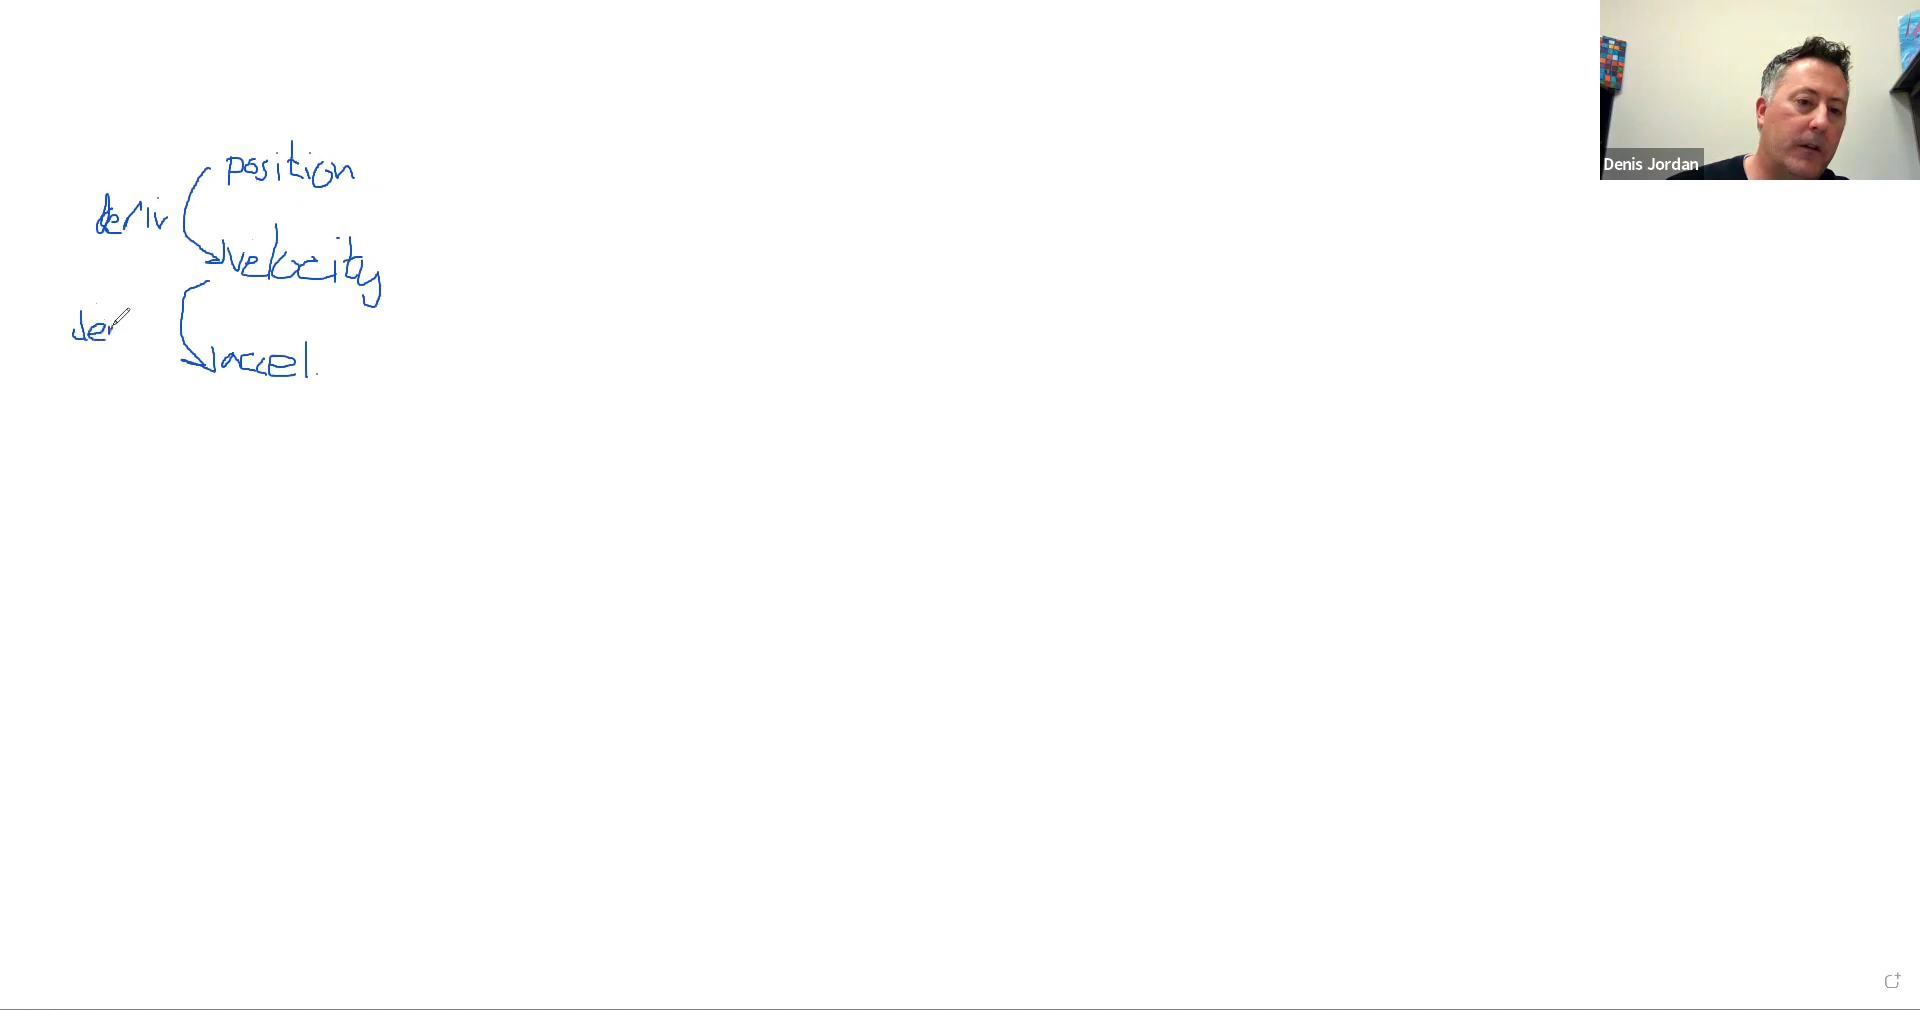 position
deriv
velocity
der
accel.
Denis Jordan